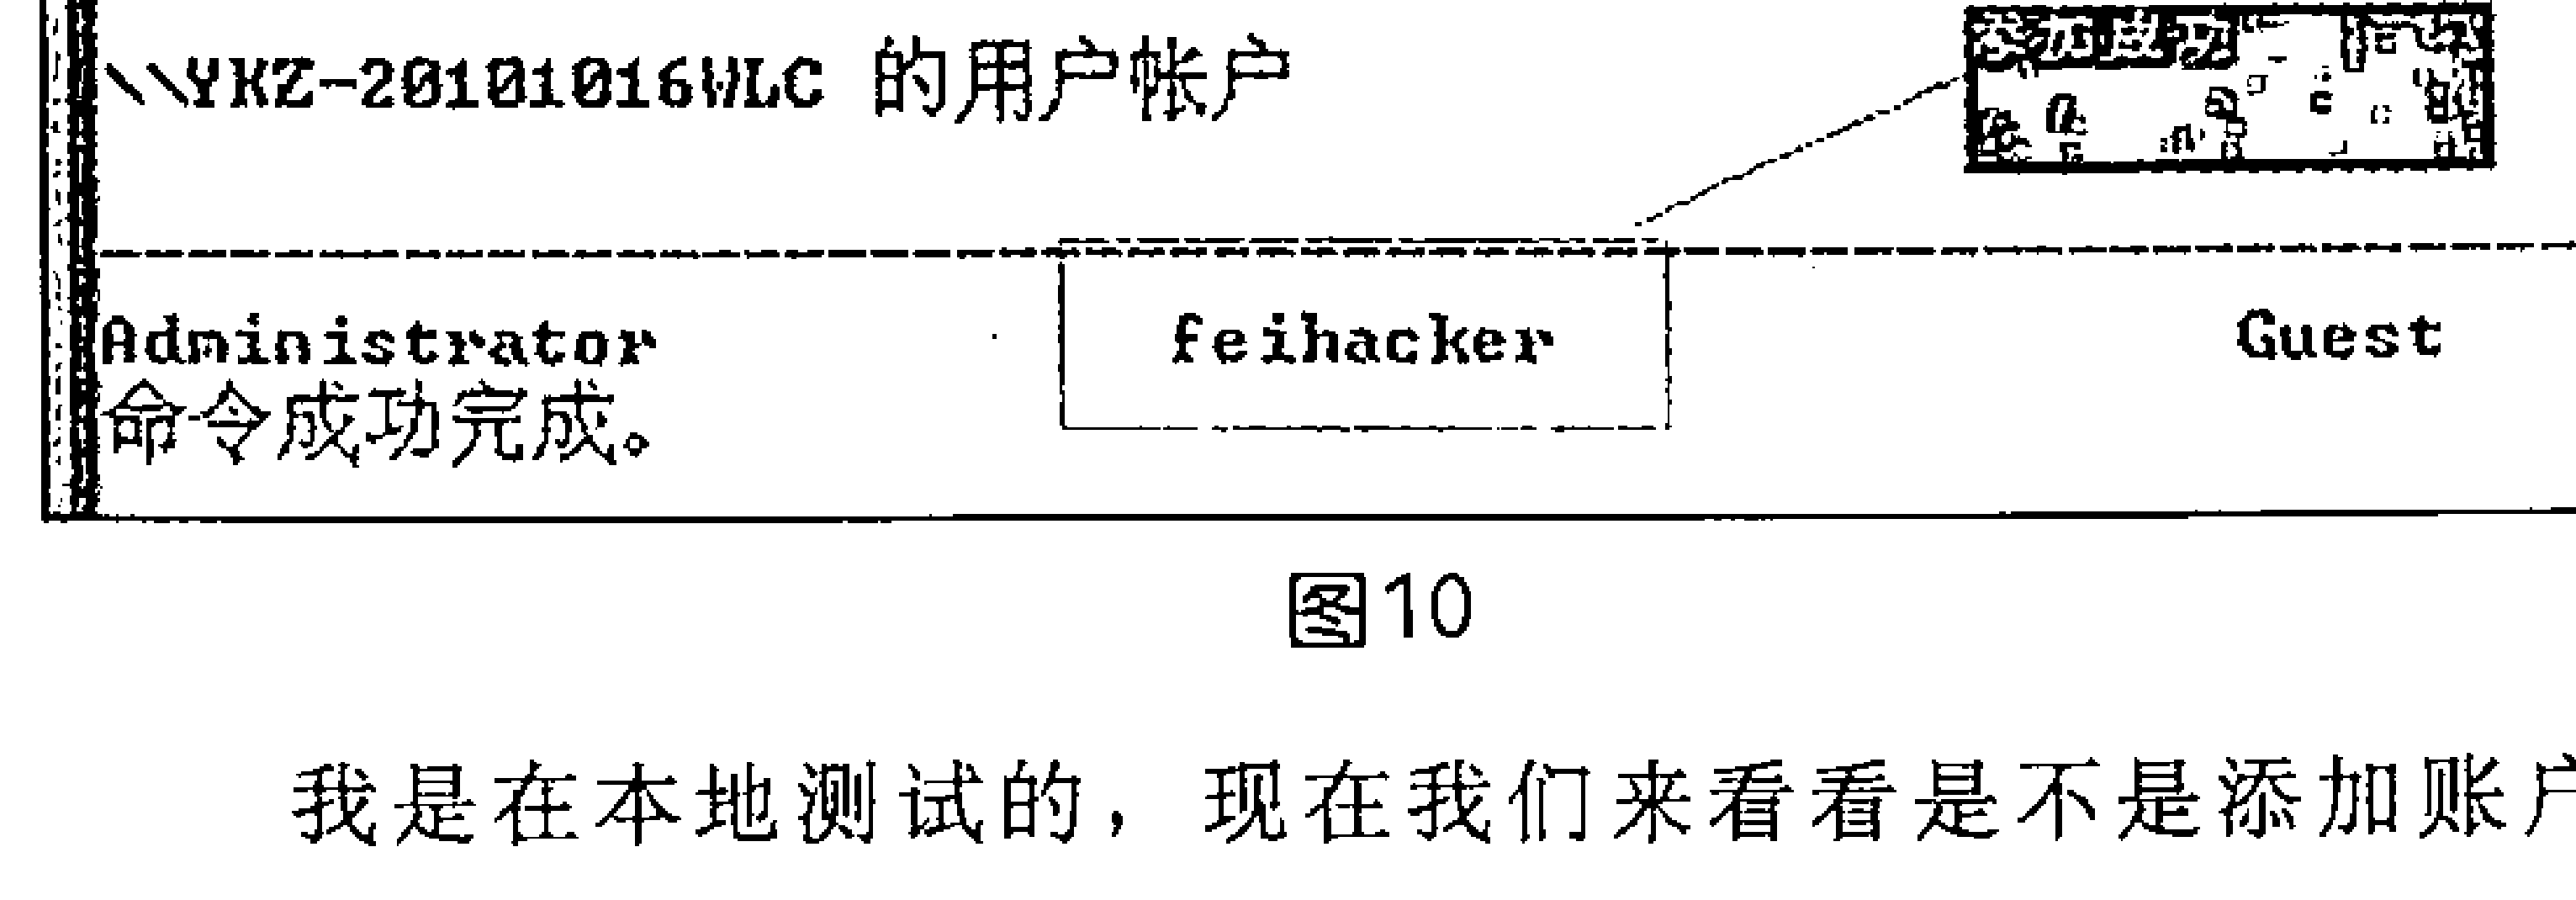 \\YKZ-20101016WLC 的用户帐户
Administrator feihacker Guest
命令成功完成。
图10
我是在本地测试的，现在我们来看看是不是添加账户